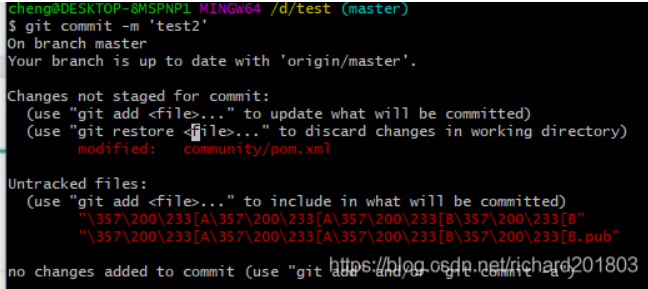 cheng@DESKTOP-8MSPNP1 MINGW64 /d/test (master)
$ git commit -m 'test2'
On branch master
Your branch is up to date with 'origin/master'.
Changes not staged for commit:
(use "git add <file>..." to update what will be committed)
(use "git restore <file>..." to discard changes in working directory)
modified: community/pom.xml
Untracked files:
(use "git add <file>..." to include in what will be committed)
"\357\200\233[A\357\200\233[A\357\200\233[B\357\200\233[B"
"\357\200\233[A\357\200\233[A\357\200\233[B\357\200\233[B.pub"
no changes added to commit (use "git add" and/or "git commit -a")
https://blog.csdn.net/richard201803